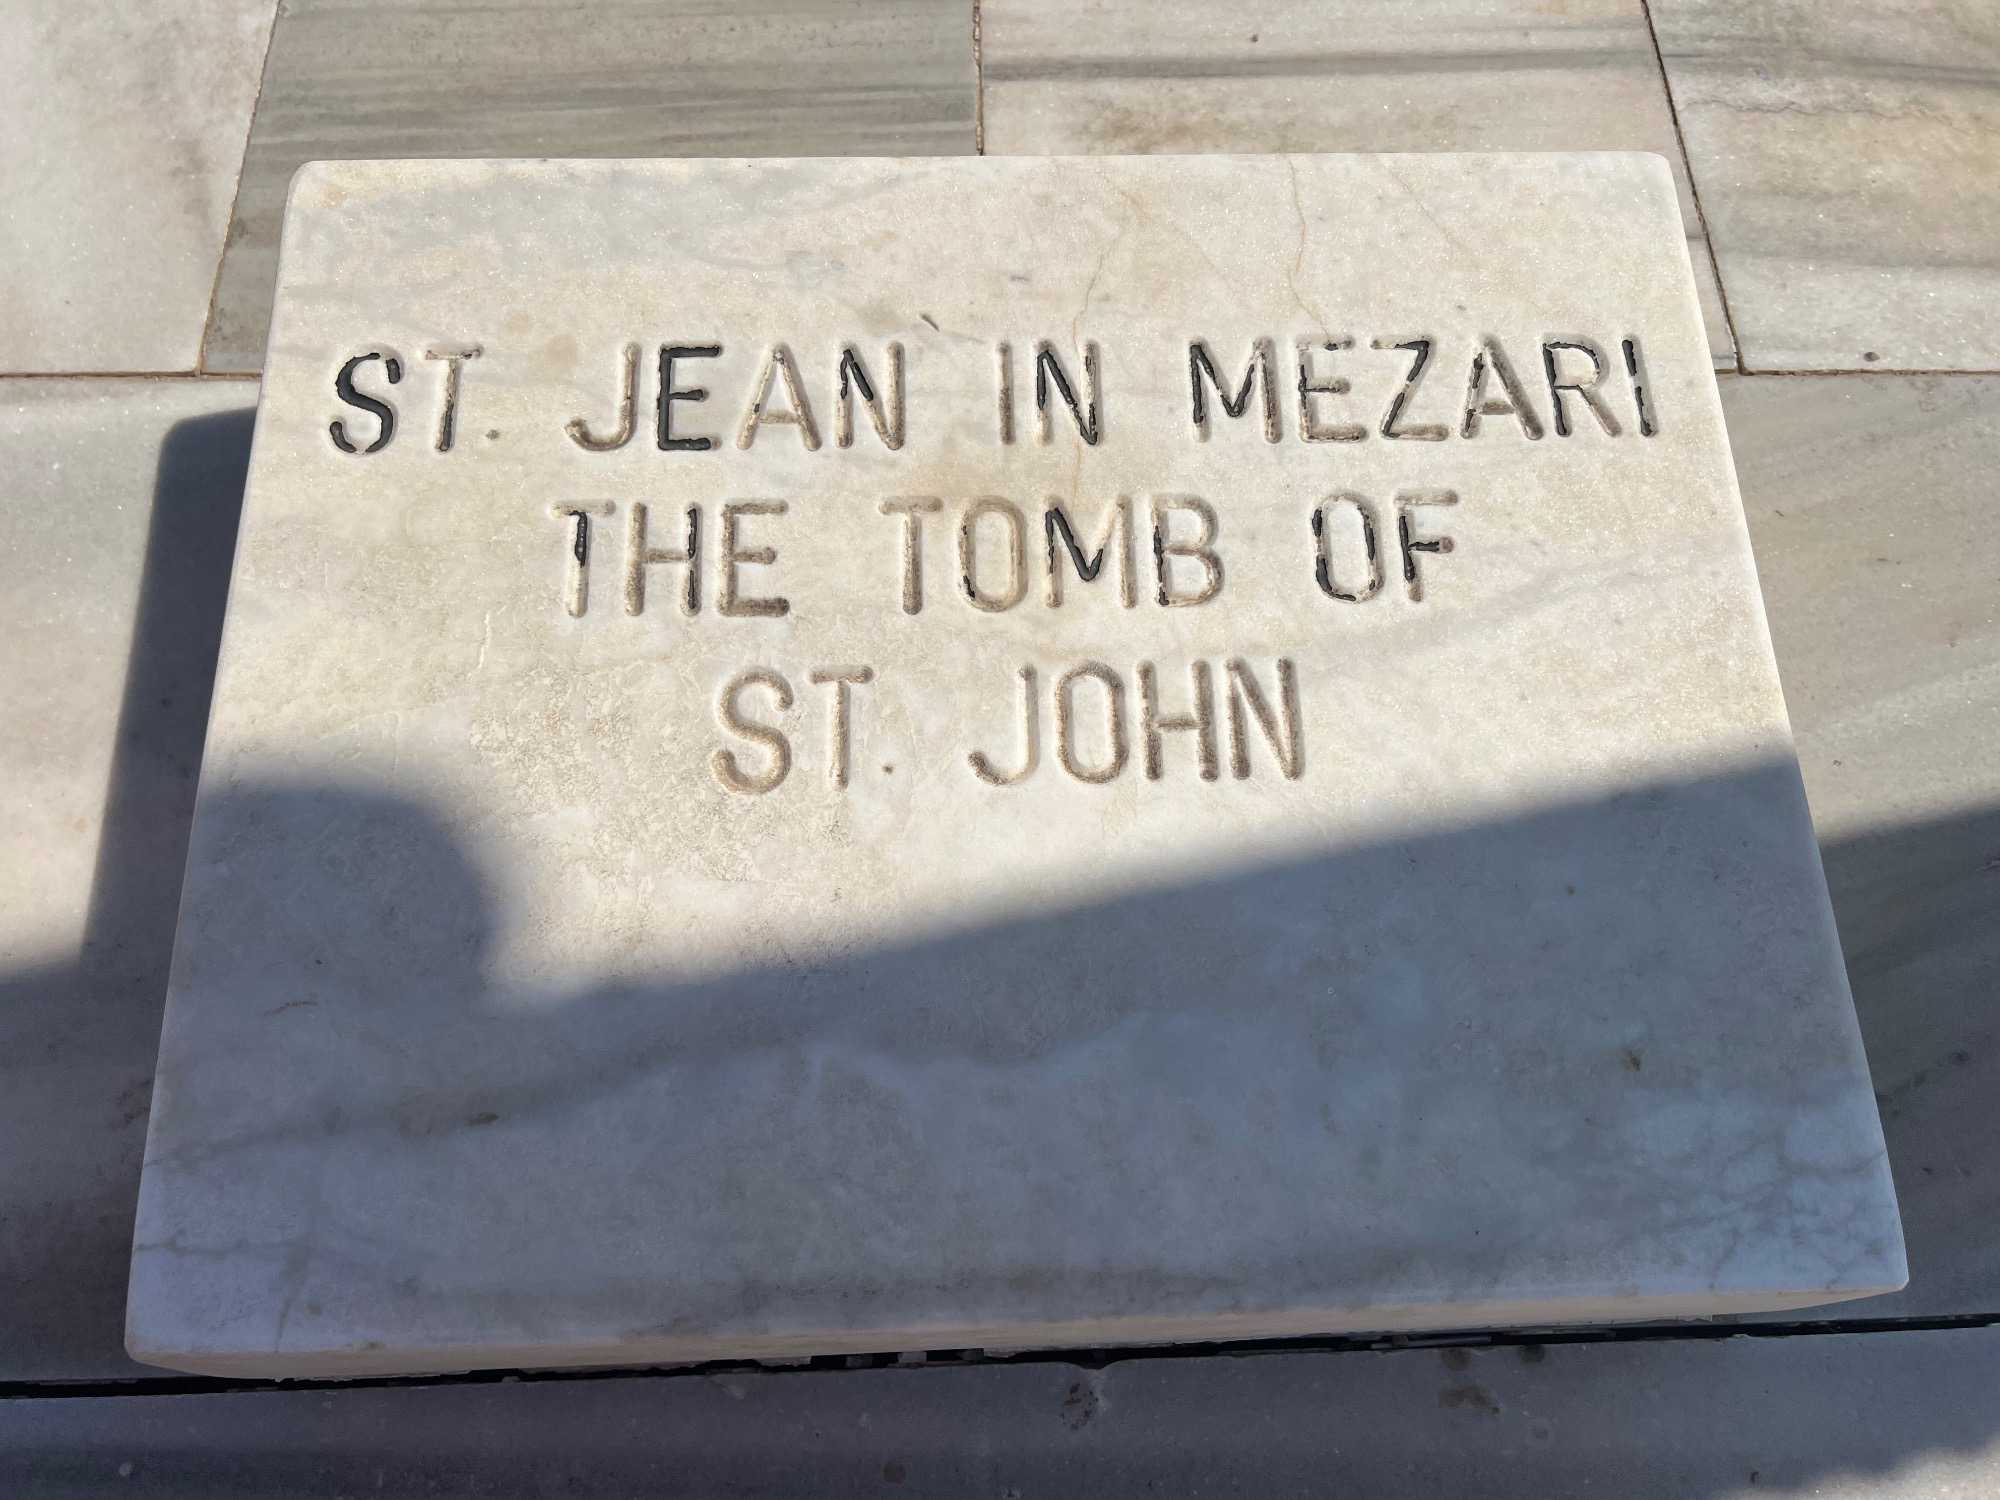 ST. JEAN IN MEZARI
THE TOMB OF
ST. JOHN